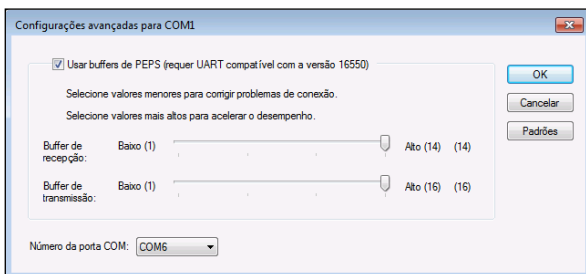 Configurações avançadas para COM1
Usar buffers de PEPS (requer UART compatível com a versão 16550)
OK
Selecione valores menores para corrigir problemas de conexão.
Cancelar
Selecione valores mais altos para acelerar o desempenho.
Padrões
Buffer de recepção: Baixo (1) Alto (14) (14)
Buffer de transmissão: Baixo (1) Alto (16) (16)
Número da porta COM: COM6